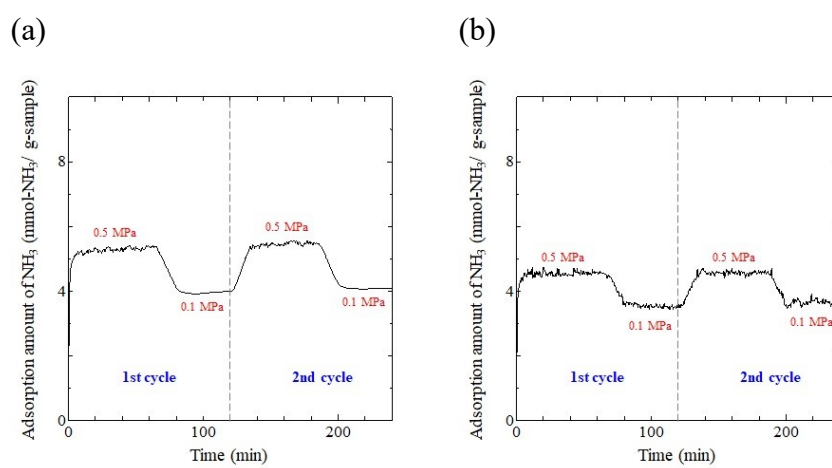 (a)
(b)
Adsorption amount of NH₃ (mmol-NH₃/ g-sample)
8
4
0
0.5 MPa
0.1 MPa
0.5 MPa
0.1 MPa
1st cycle
2nd cycle
0
100
200
Time (min)
Adsorption amount of NH₃ (mmol-NH₃/ g-sample)
8
4
0
0.5 MPa
0.1 MPa
0.5 MPa
0.1 MPa
1st cycle
2nd cycle
0
100
200
Time (min)